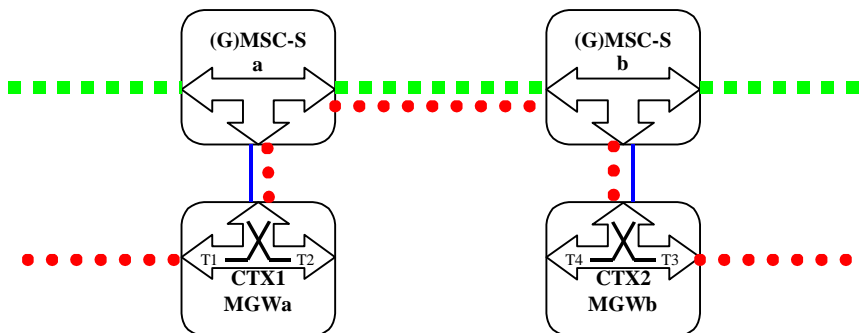 (G)MSC-S
a
(G)MSC-S
b
T1 T2
CTX1
MGWa
T4 T3
CTX2
MGWb